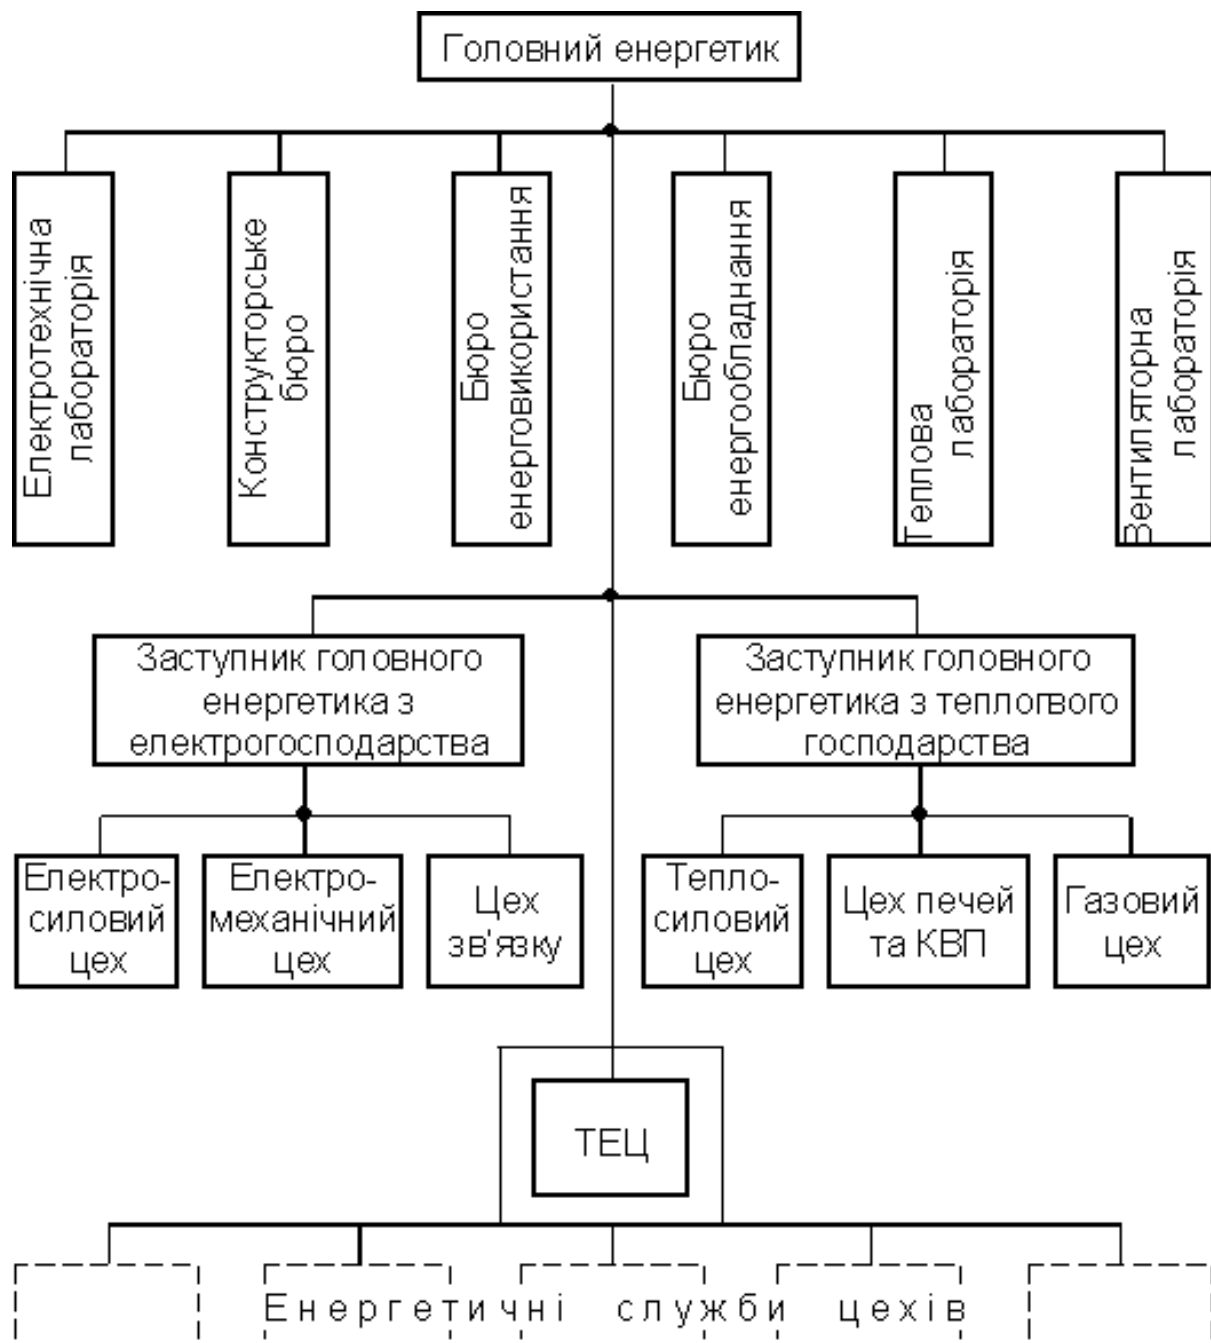 Головний енергетик
Електротехнічна
лабораторія
Конструкторське
бюро
Бюро
енерговикористання
Бюро
енергообладнання
Теплова
лабораторія
Вентиляторна
лабораторія
Заступник головного
енергетика з
електрогосподарства
Заступник головного
енергетика з теплогвого
господарства
Електро-
силовий
цех
Електро-
механічний
цех
Цех
зв'язку
Тепло-
силовий
цех
Цех печей
та КВП
Газовий
цех
ТЕЦ
Енергетичні служби цехів